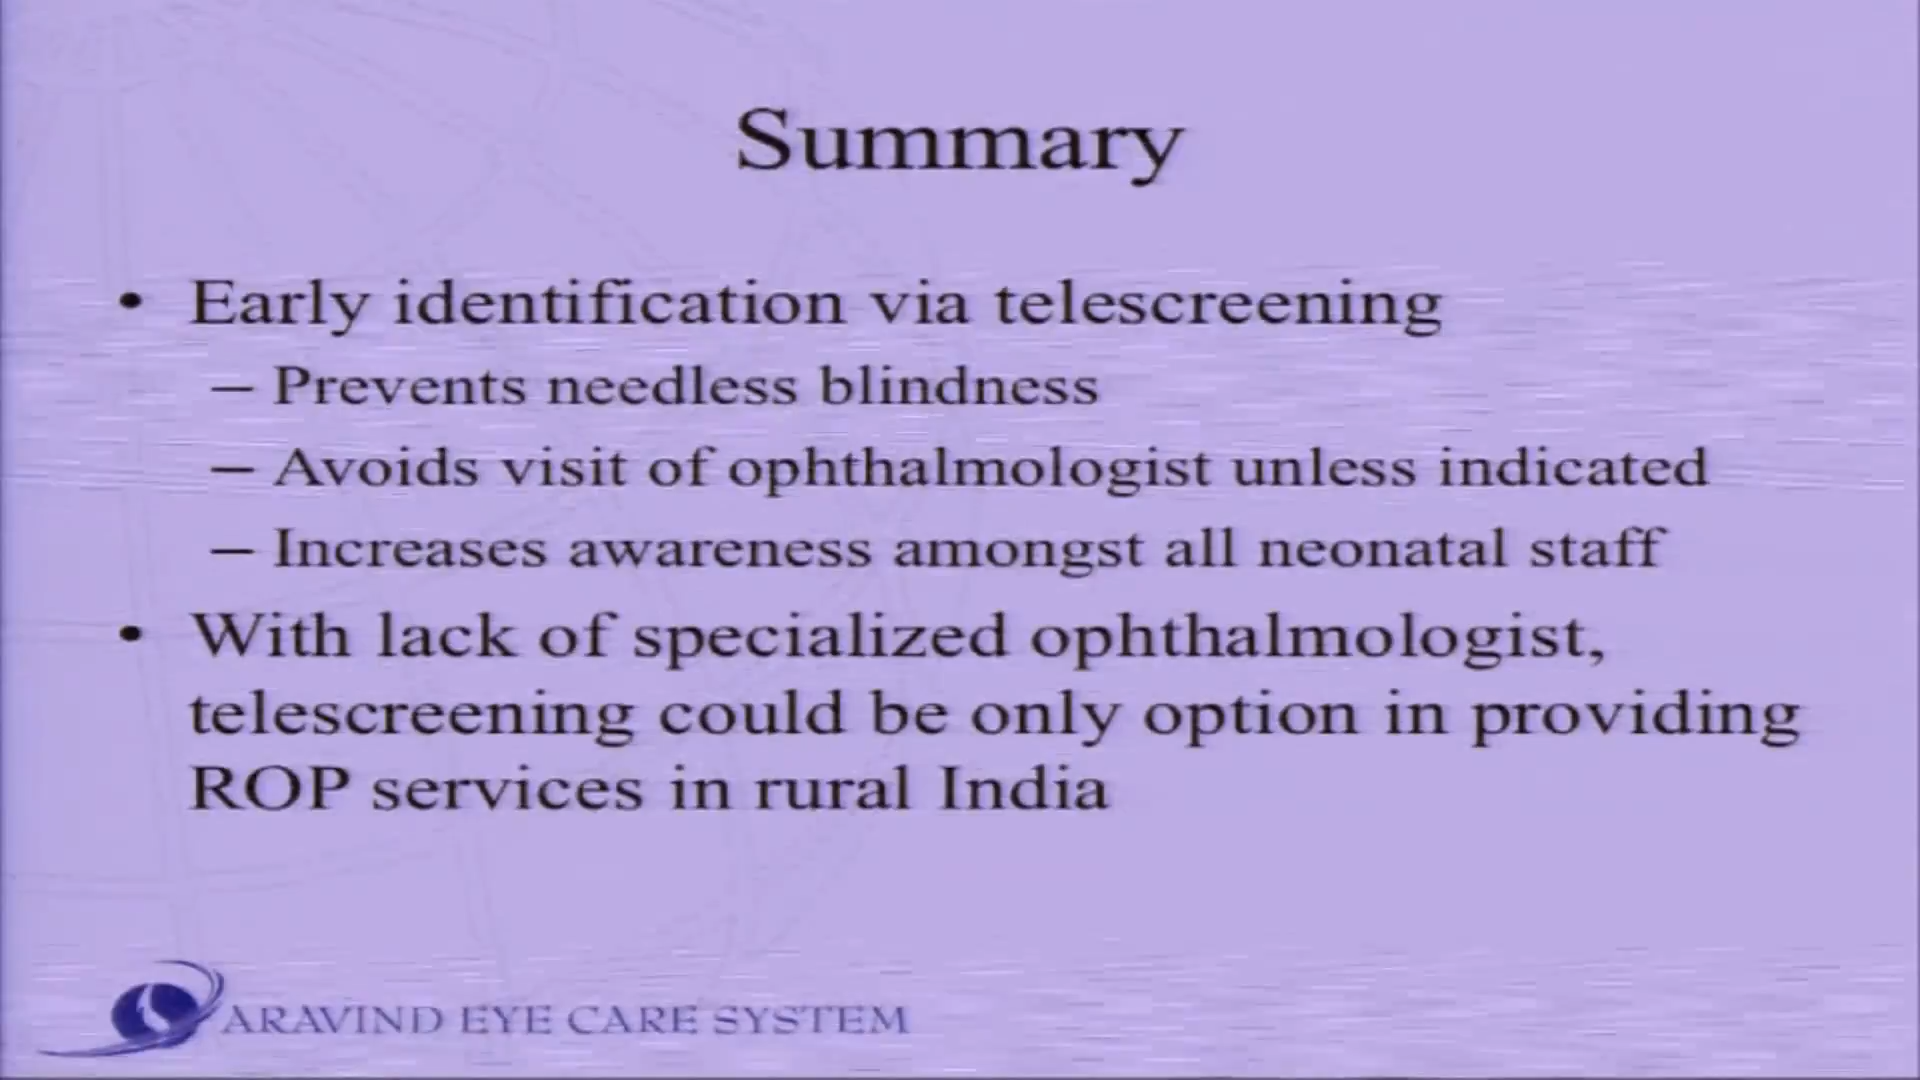 Summary
• Early identification via telescreening
– Prevents needless blindness
– Avoids visit of ophthalmologist unless indicated
– Increases awareness amongst all neonatal staff
• With lack of specialized ophthalmologist,
telescreening could be only option in providing
ROP services in rural India
ARAVIND EYE CARE SYSTEM